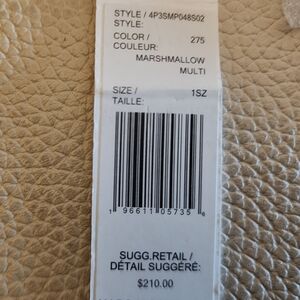 STYLE / 4P3SMP048S02
STYLE:
COLOR / 275
COULEUR:
MARSHMALLOW
MULTI
SIZE / 1SZ
TAILLE:
1 96611 05735 6
SUGG.RETAIL /
DÉTAIL SUGGÉRÉ:
$210.00